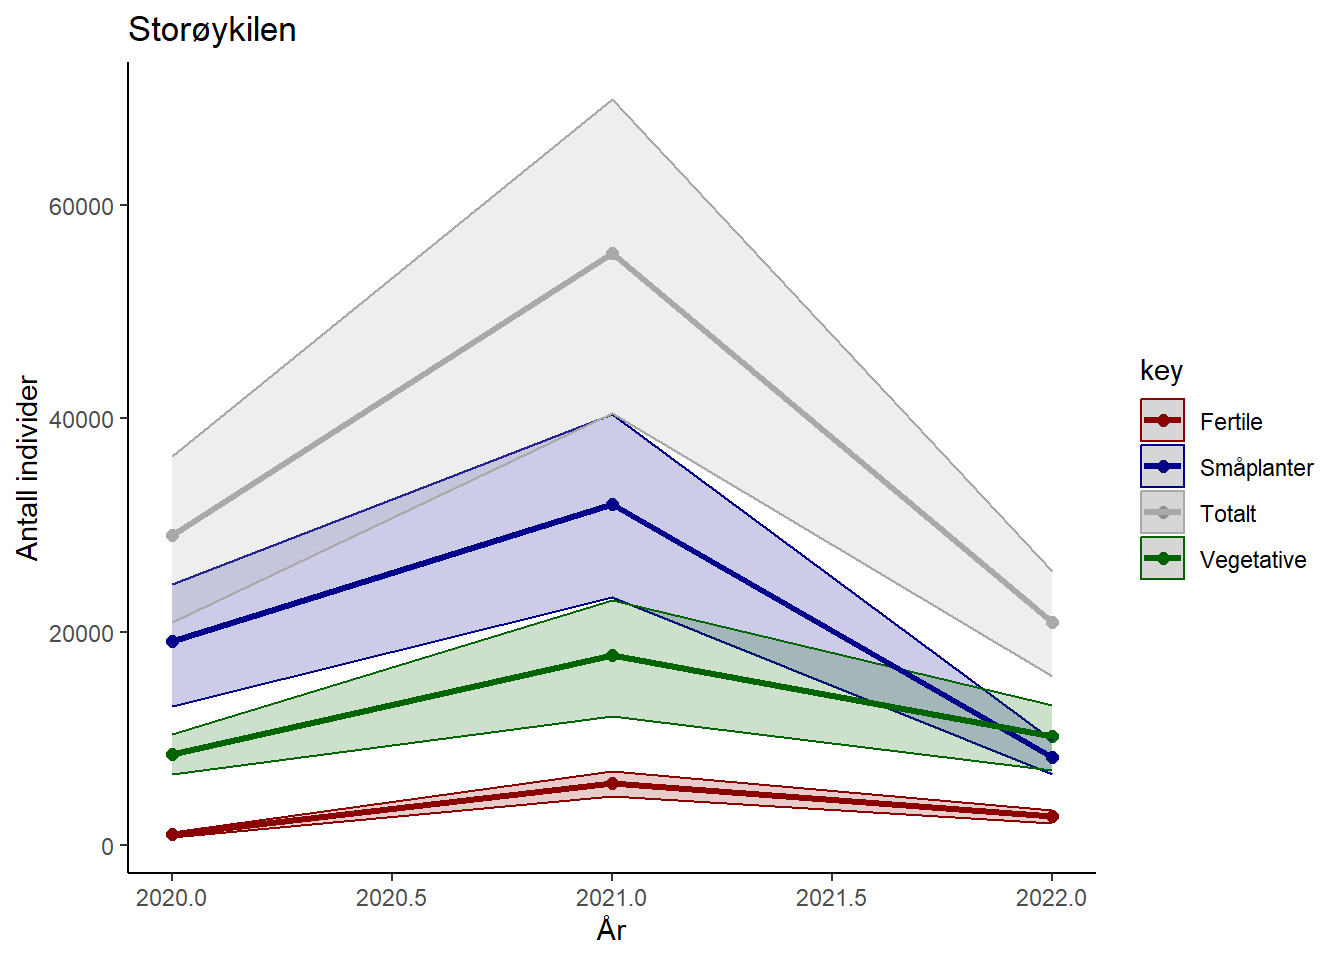 Storøykilen
Antall individer
60000
40000
20000
0
2020.0 2020.5 2021.0 2021.5 2022.0
År
key
Fertile
Småplanter
Totalt
Vegetative